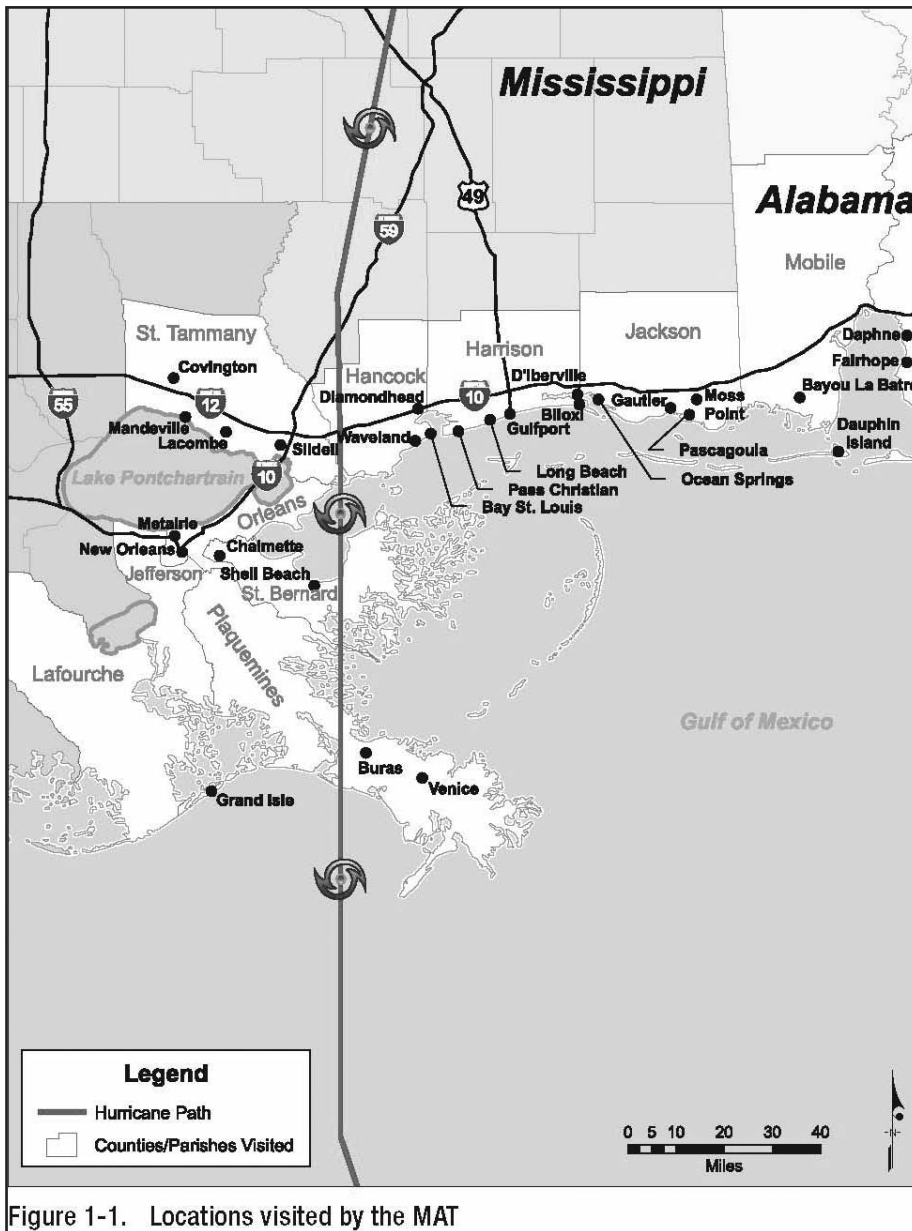 Mississippi
49
Alabama
59
Mobile
St. Tammany
Jackson
Daphne
Harrison
Covington
Fairhope
Hancock
D'Iberville
Bayou La Batre
Diamondhead
10
Gautier
Moss
Point
55
12
Biloxi
Mandeville
Gulfport
Lacombe
Waveland
Dauphin
Island
Slidell
Pascagoula
Lake Pontchartrain
10
Long Beach
Ocean Springs
Pass Christian
Orleans
Bay St. Louis
Metairie
New Orleans
Chalmette
Jefferson
Shell Beach
St. Bernard
Plaquemines
Lafourche
Gulf of Mexico
Buras
Venice
Grand Isle
Legend
Hurricane Path
Counties/Parishes Visited
N
0 5 10 20 30 40
Miles
Figure 1-1. Locations visited by the MAT